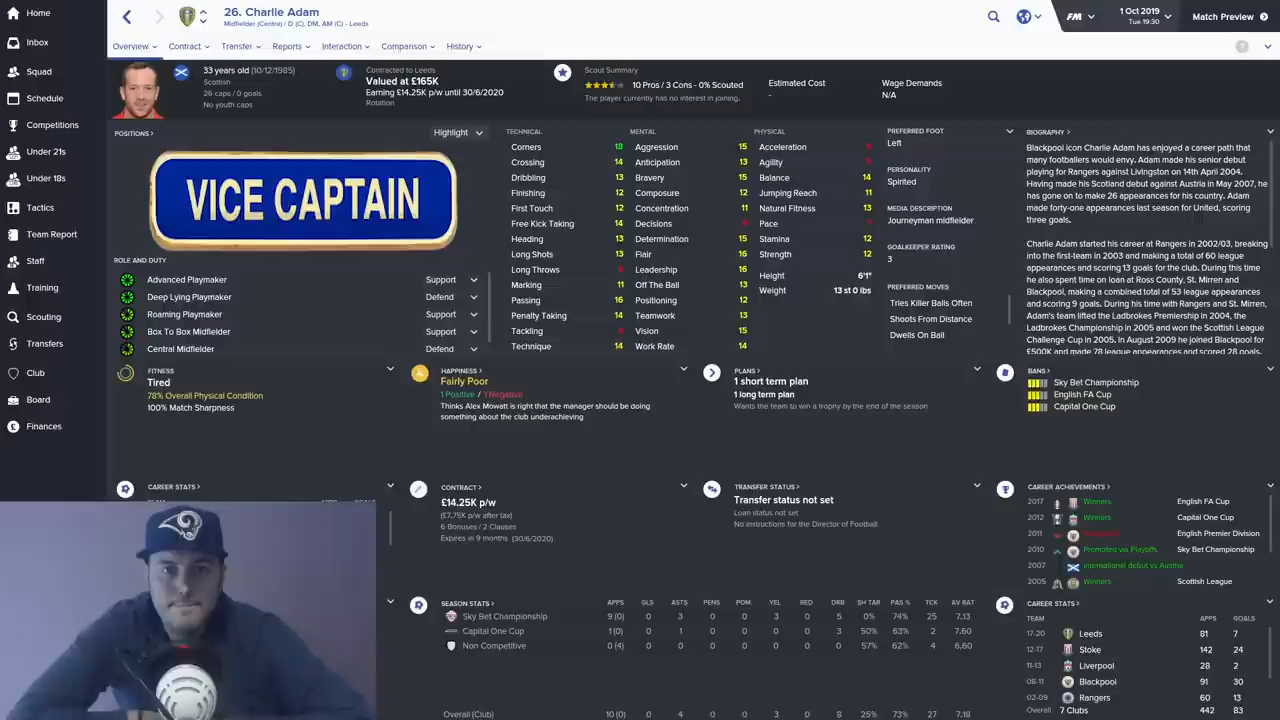 Home
Inbox
Squad
Schedule
Competitions
Under 21s
Under 18s
Tactics
Team Report
Staff
Training
Scouting
Transfers
Club
Board
Finances
26. Charlie Adam
Midfielder (Centre) / D (C), DM, AM (C) - Leeds
FM
1 Oct 2019
Tue 19:30
Match Preview
Overview Contract Transfer Reports Interaction Comparison History
33 years old (10/12/1985)
Scottish
26 caps / 0 goals
No youth caps
Contracted to Leeds
Valued at £165K
Earning £14.25K p/w until 30/6/2020
Rotation
Scout Summary
10 Pros / 3 Cons - 0% Scouted
The player currently has no interest in joining.
Estimated Cost
-
Wage Demands
N/A
POSITIONS
Highlight
VICE CAPTAIN
ROLE AND DUTY
Advanced Playmaker Support
Deep Lying Playmaker Defend
Roaming Playmaker Support
Box To Box Midfielder Support
Central Midfielder Defend
TECHNICAL
Corners 18
Crossing 14
Dribbling 13
Finishing 12
First Touch 12
Free Kick Taking 14
Heading 13
Long Shots 13
Long Throws
Marking 11
Passing 16
Penalty Taking 14
Tackling
Technique 14
MENTAL
Aggression 15
Anticipation 13
Bravery 15
Composure 12
Concentration 11
Decisions
Determination 15
Flair 16
Leadership 16
Off The Ball 13
Positioning 12
Teamwork 13
Vision 15
Work Rate 14
PHYSICAL
Acceleration
Agility
Balance 14
Jumping Reach 11
Natural Fitness 13
Pace
Stamina 12
Strength 12
Height 6'1"
Weight 13 st 0 lbs
PREFERRED FOOT
Left
PERSONALITY
Spirited
MEDIA DESCRIPTION
Journeyman midfielder
GOALKEEPER RATING
3
PREFERRED MOVES
Tries Killer Balls Often
Shoots From Distance
Dwells On Ball
BIOGRAPHY
Blackpool icon Charlie Adam has enjoyed a career path that
many footballers would envy. Adam made his senior debut
playing for Rangers against Livingston on 14th April 2004.
Having made his Scotland debut against Austria in May 2007, he
has gone on to make 26 appearances for his country. Adam
made forty-one appearances last season for United, scoring
three goals.
Charlie Adam started his career at Rangers in 2002/03, breaking
into the first-team in 2003 and making a total of 60 league
appearances and scoring 13 goals for the club. During this time
he also spent time on loan at Ross County, St. Mirren and
Blackpool, making a combined total of 53 league appearances
and scoring 9 goals. During his time with Rangers and St. Mirren,
Adam's team lifted the Ladbrokes Premiership in 2004, the
Ladbrokes Championship in 2005 and won the Scottish League
Challenge Cup in 2005. In August 2009 he joined Blackpool for
£500K and made 78 league appearances and scored 28 goals.
FITNESS
Tired
78% Overall Physical Condition
100% Match Sharpness
HAPPINESS
Fairly Poor
1 Positive / 1 Negative
Thinks Alex Mowatt is right that the manager should be doing
something about the club underachieving
PLANS
1 short term plan
1 long term plan
Wants the team to win a trophy by the end of the season
BANS
Sky Bet Championship
English FA Cup
Capital One Cup
CAREER STATS
CONTRACT
£14.25K p/w
(£7.75K p/w after tax)
6 Bonuses / 2 Clauses
Expires in 9 months (30/6/2020)
TRANSFER STATUS
Transfer status not set
Loan status not set
No instructions for the Director of Football
CAREER ACHIEVEMENTS
2017 Winners English FA Cup
2012 Winners Capital One Cup
2011 English Premier Division
2010 Promoted via Playoffs Sky Bet Championship
2007 International debut vs Austria
2005 Winners Scottish League
SEASON STATS APPS GLS ASTS PENS POM YEL RED DRB SH TAR PAS % TCK AV RAT
Sky Bet Championship 9 (0) 0 3 0 0 3 0 5 0% 74% 25 7.13
Capital One Cup 1 (0) 0 1 0 0 0 0 3 50% 63% 2 7.60
Non Competitive 0 (4) 0 0 0 0 0 0 0 57% 62% 4 6.60
Overall (Club) 10 (0) 0 4 0 0 3 0 8 25% 73% 27 7.18
CAREER STATS
TEAM APPS GOALS
17-20 Leeds 81 7
12-17 Stoke 142 24
11-13 Liverpool 28 2
08-11 Blackpool 91 30
02-09 Rangers 60 13
Overall 7 Clubs 442 83